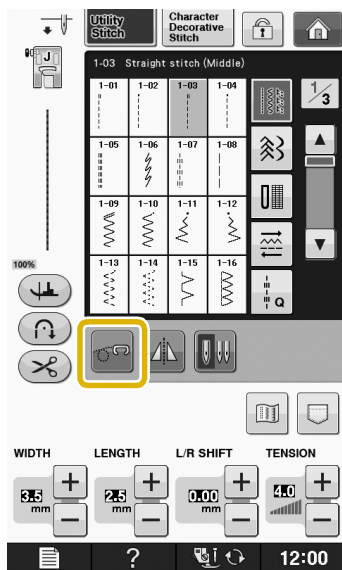 Utility Stitch
Character Decorative Stitch
J
1-03 Straight stitch (Middle)
1/3
1-01 1-02 1-03 1-04
1-05 1-06 1-07 1-08
1-09 1-10 1-11 1-12
1-13 1-14 1-15 1-16
Q
100%
WIDTH LENGTH L/R SHIFT TENSION
3.5 mm 2.5 mm 0.00 mm 4.0
? 12:00